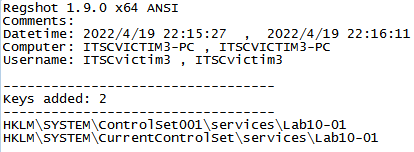 Regshot 1.9.0 x64 ANSI
Comments:
Datetime: 2022/4/19 22:15:27  ,  2022/4/19 22:16:11
Computer: ITSCVICTIM3-PC , ITSCVICTIM3-PC
Username: ITSCvictim3 , ITSCvictim3
----------------------------------
Keys added: 2
----------------------------------
HKLM\SYSTEM\ControlSet001\services\Lab10-01
HKLM\SYSTEM\CurrentControlSet\services\Lab10-01